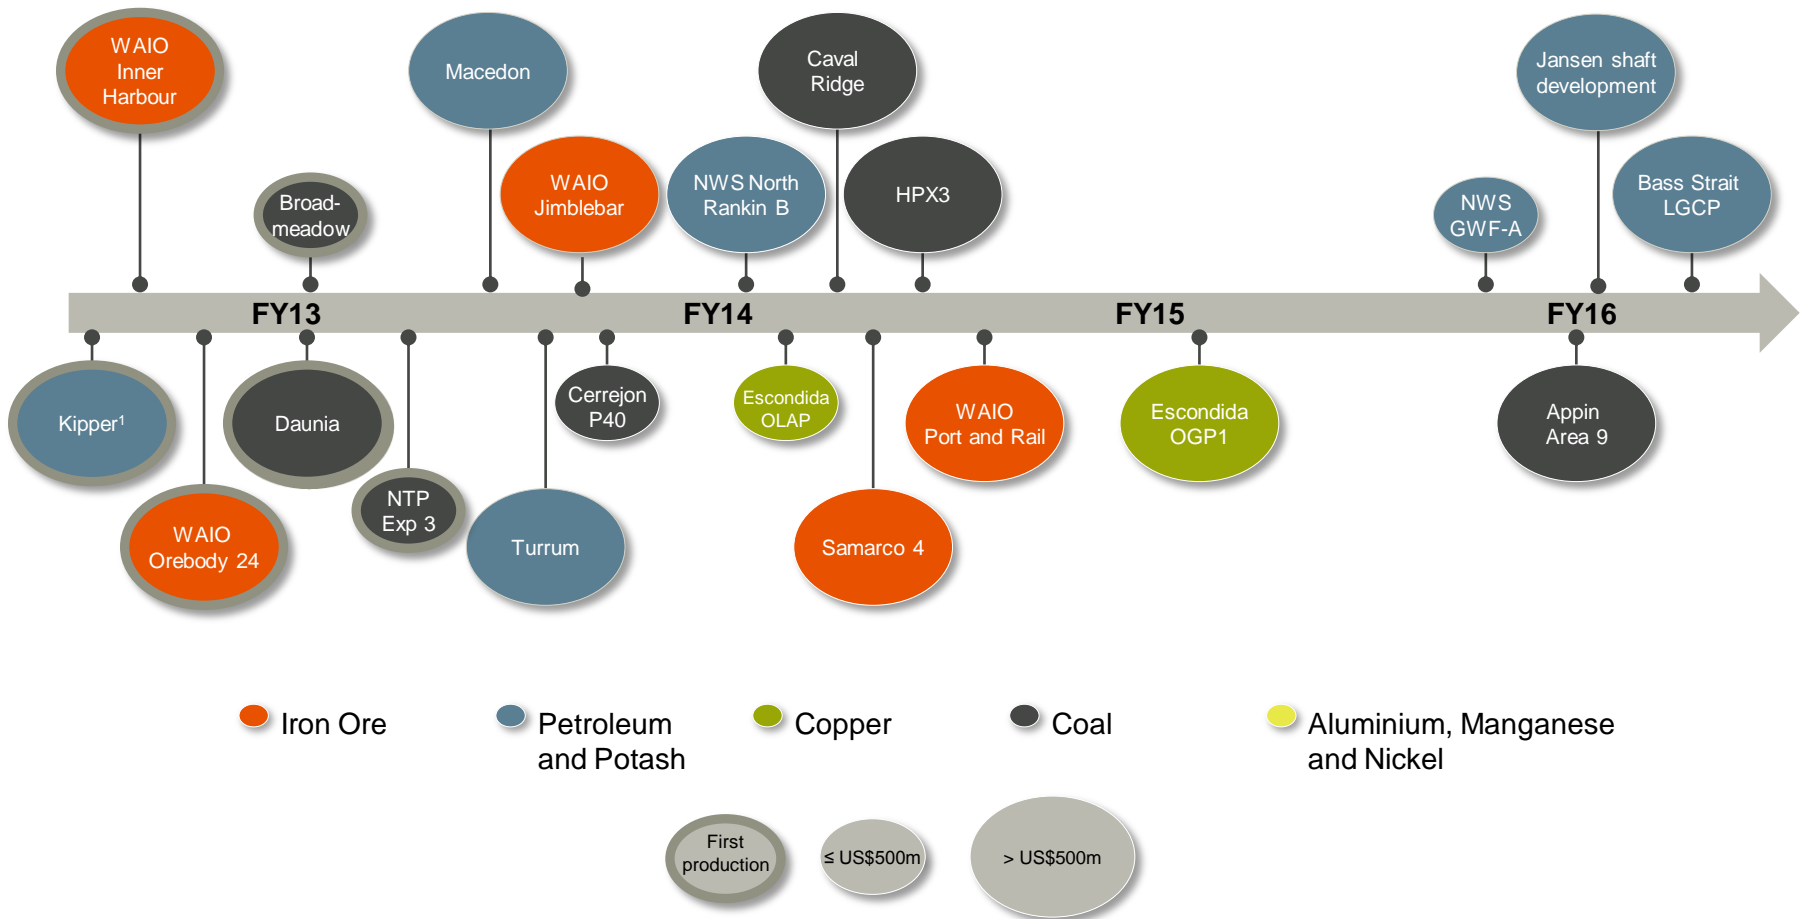 WAIO
Inner
Harbour
Macedon
Caval
Ridge
Jansen shaft
development
Broad-
meadow
WAIO
Jimblebar
NWS North
Rankin B
HPX3
NWS
GWF-A
Bass Strait
LGCP
FY13
FY14
FY15
FY16
Kipper¹
WAIO
Orebody 24
Daunia
NTP
Exp 3
Turrum
Cerrejon
P40
Escondida
OLAP
Samarco 4
WAIO
Port and Rail
Escondida
OGP1
Appin
Area 9
Iron Ore
Petroleum
and Potash
Copper
Coal
Aluminium, Manganese
and Nickel
First
production
≤ US$500m
> US$500m